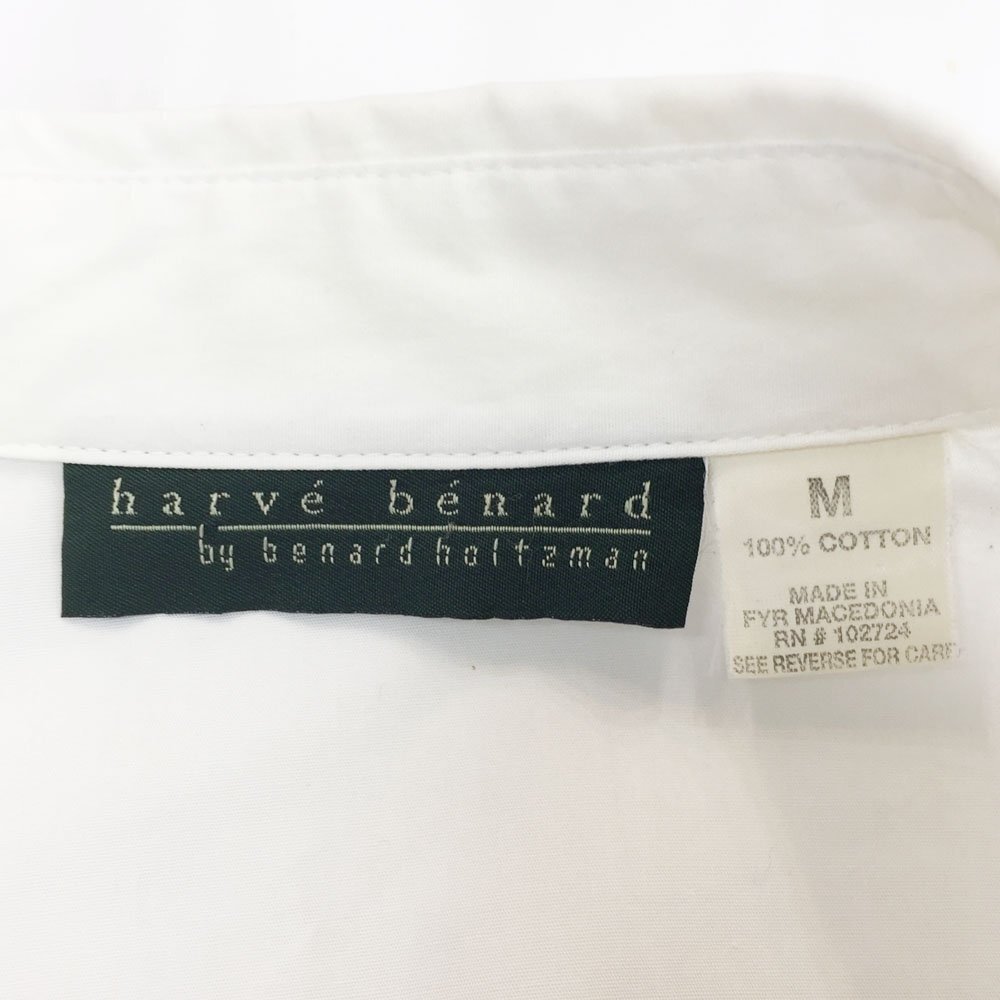 harvé bénard
by benard holtzman
M
100% COTTON
MADE IN
FYR MACEDONIA
RN # 102724
SEE REVERSE FOR CARE